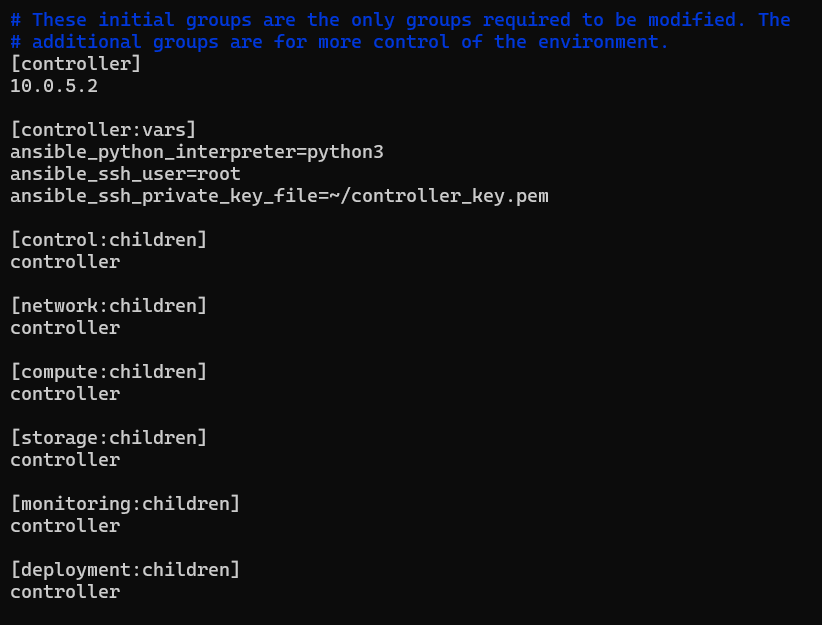 # These initial groups are the only groups required to be modified. The
# additional groups are for more control of the environment.
[controller]
10.0.5.2
[controller:vars]
ansible_python_interpreter=python3
ansible_ssh_user=root
ansible_ssh_private_key_file=~/controller_key.pem
[control:children]
controller
[network:children]
controller
[compute:children]
controller
[storage:children]
controller
[monitoring:children]
controller
[deployment:children]
controller